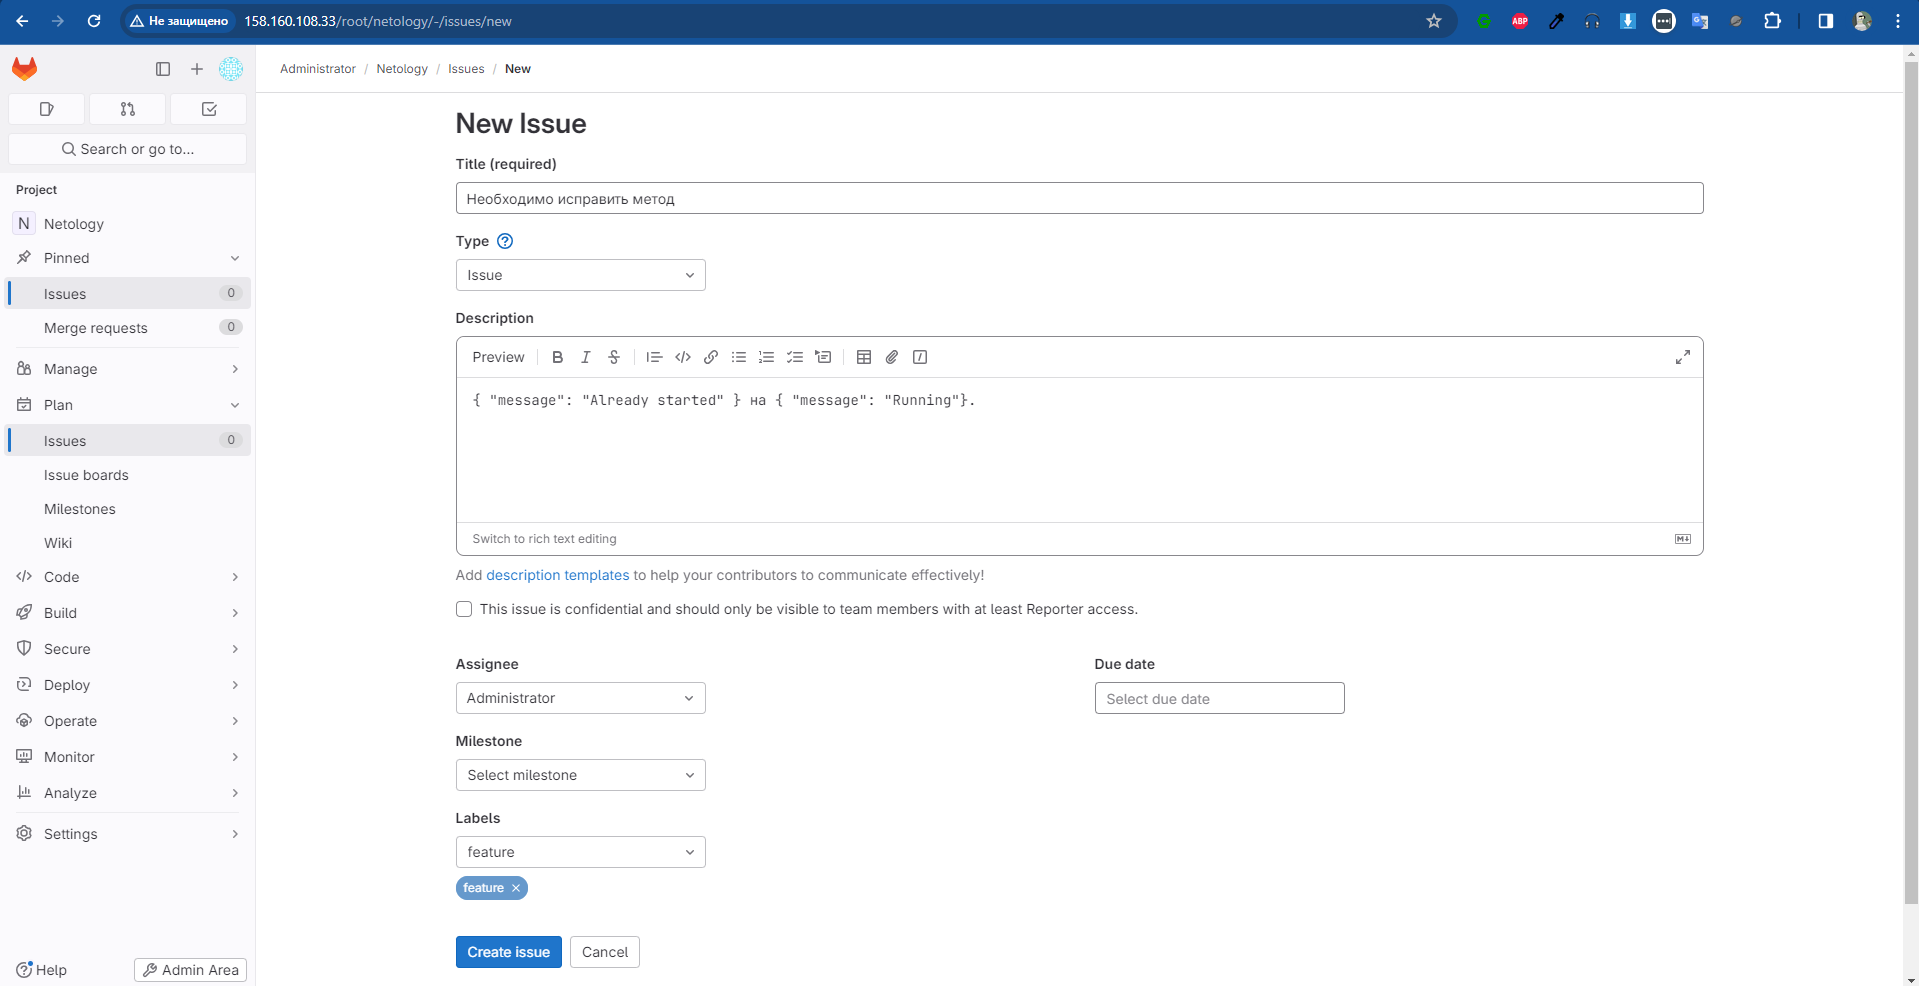 Не защищено
158.160.108.33/root/netology/-/issues/new
ABP
Administrator / Netology / Issues / New
Search or go to...
Project
N Netology
Pinned
Issues 0
Merge requests 0
Manage
Plan
Issues 0
Issue boards
Milestones
Wiki
Code
Build
Secure
Deploy
Operate
Monitor
Analyze
Settings
Help
Admin Area
New Issue
Title (required)
Необходимо исправить метод
Type
Issue
Description
Preview
{ "message": "Already started" } на { "message": "Running"}.
Switch to rich text editing
Add description templates to help your contributors to communicate effectively!
This issue is confidential and should only be visible to team members with at least Reporter access.
Assignee
Administrator
Due date
Select due date
Milestone
Select milestone
Labels
feature
feature
Create issue
Cancel